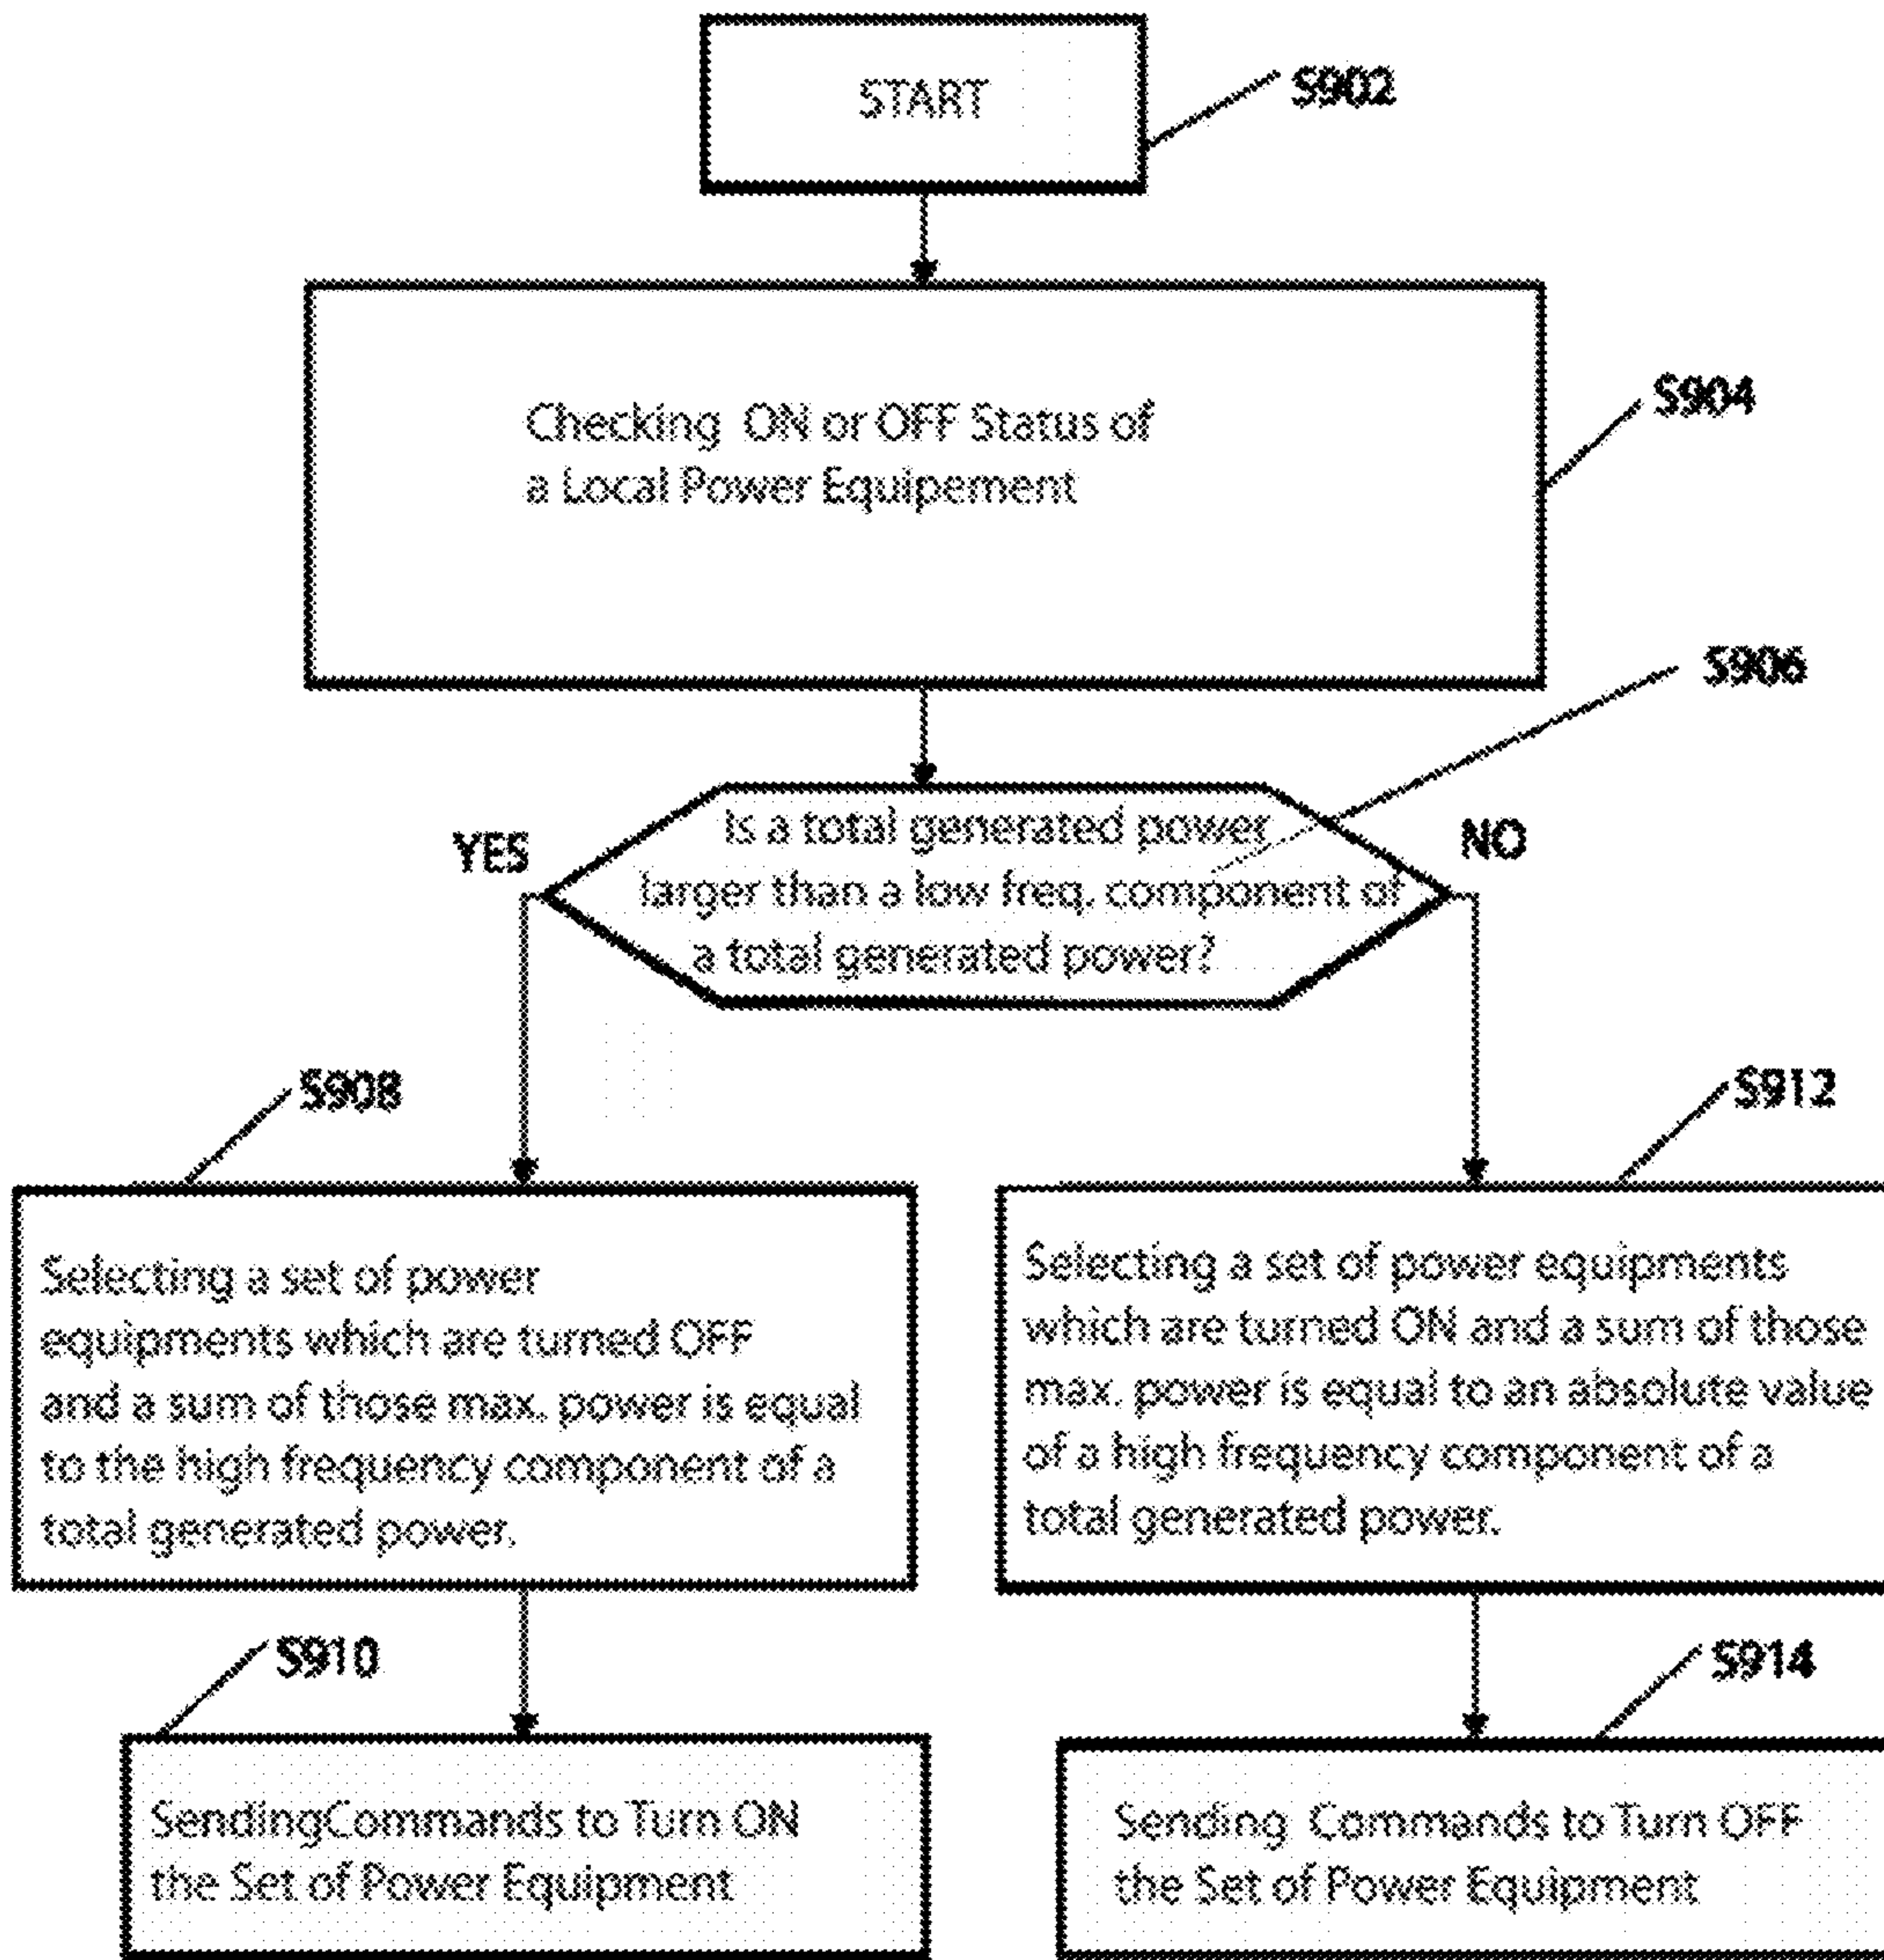 START
S902
Checking ON or OFF Status of
a Local Power Equipement
S904
S906
Is a total generated power
larger than a low freq. component of
a total generated power?
YES
NO
S908
Selecting a set of power
equipments which are turned OFF
and a sum of those max. power is equal
to the high frequency component of a
total generated power.
S912
Selecting a set of power equipments
which are turned ON and a sum of those
max. power is equal to an absolute value
of a high frequency component of a
total generated power.
S910
SendingCommands to Turn ON
the Set of Power Equipment
S914
Sending Commands to Turn OFF
the Set of Power Equipment